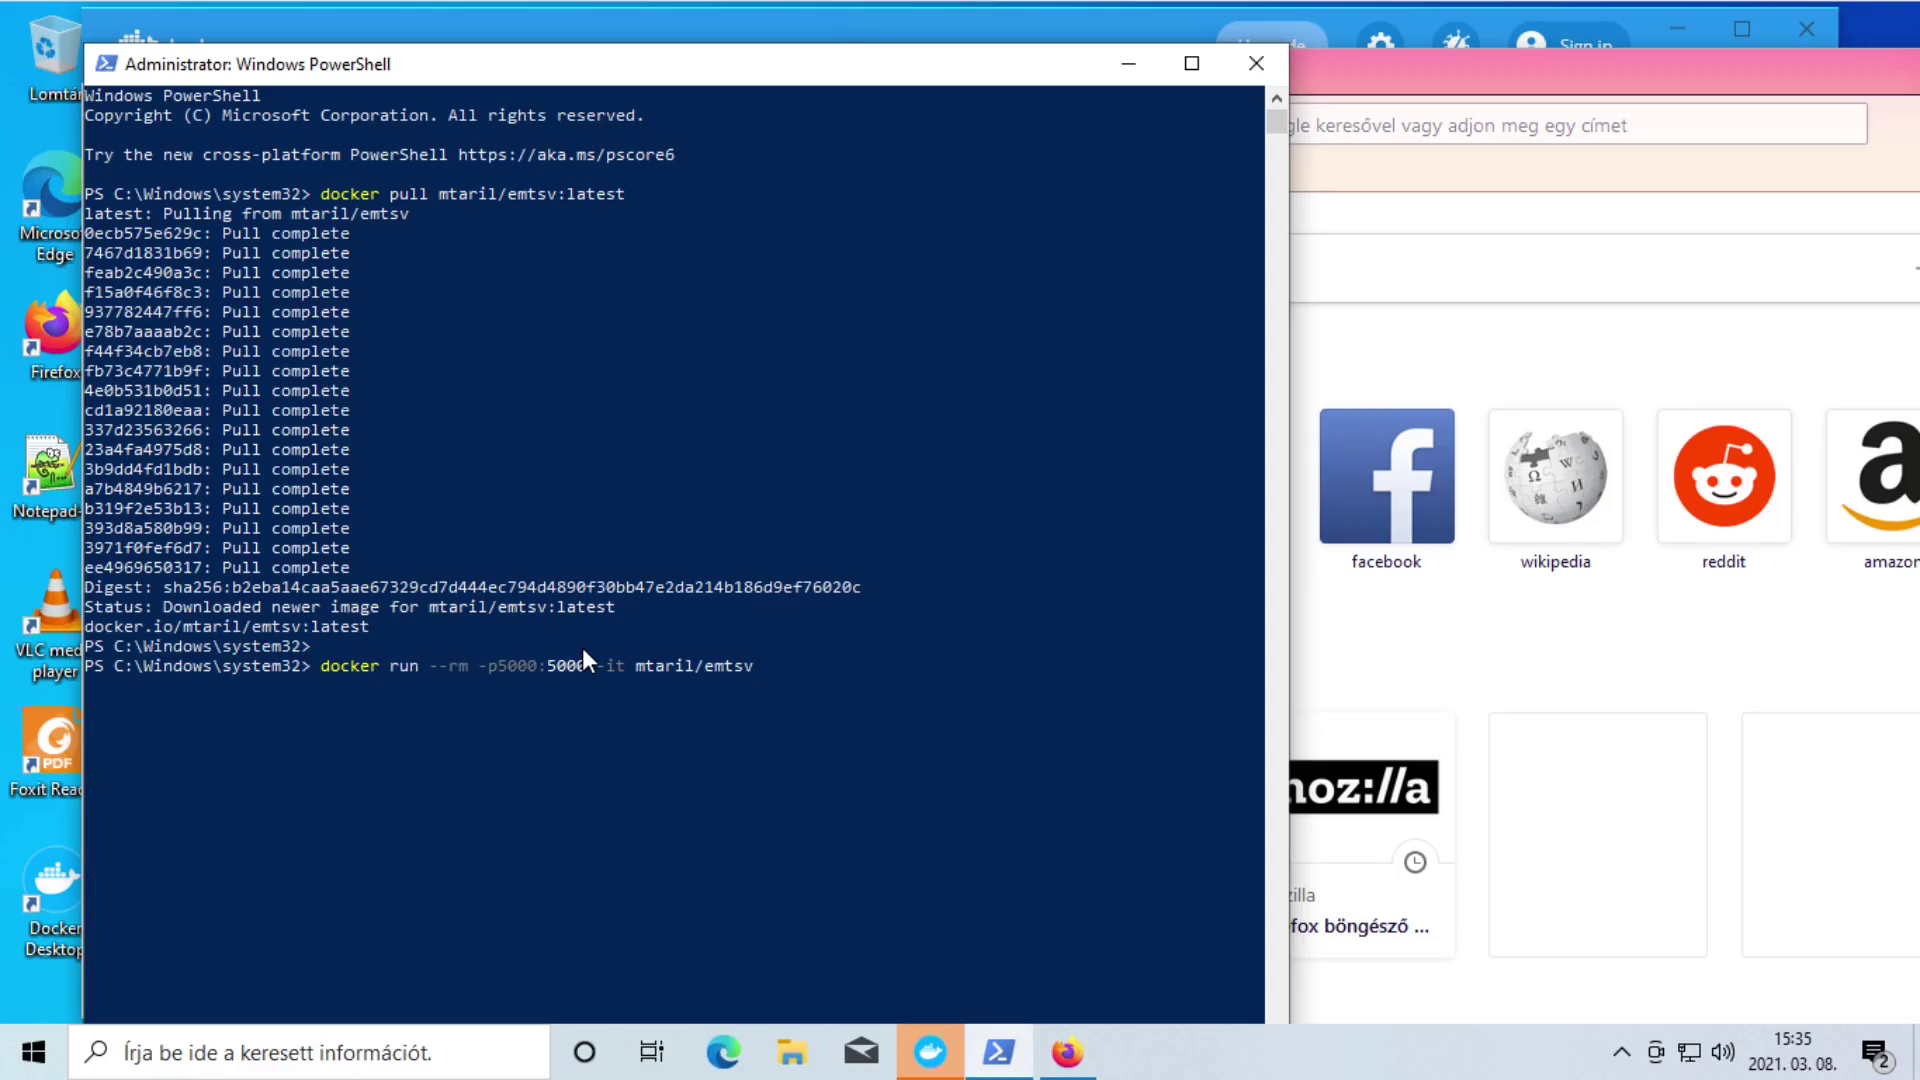 Sign in
Administrator: Windows PowerShell
Lomtár
Windows PowerShell
Copyright (C) Microsoft Corporation. All rights reserved.
gle keresővel vagy adjon meg egy címet
Try the new cross-platform PowerShell https://aka.ms/pscore6
PS C:\Windows\system32> docker pull mtaril/emtsv:latest
latest: Pulling from mtaril/emtsv
0ecb575e629c: Pull complete
7467d1831b69: Pull complete
feab2c490a3c: Pull complete
f15a0f46f8c3: Pull complete
937782447ff6: Pull complete
e78b7aaaab2c: Pull complete
f44f34cb7eb8: Pull complete
fb73c4771b9f: Pull complete
4e0b531b0d51: Pull complete
cd1a92180eaa: Pull complete
337d23563266: Pull complete
23a4fa4975d8: Pull complete
3b9dd4fd1bdb: Pull complete
a7b4849b6217: Pull complete
b319f2e53b13: Pull complete
393d8a580b99: Pull complete
3971f0fef6d7: Pull complete
ee4969650317: Pull complete
Digest: sha256:b2eba14caa5aae67329cd7d444ec794d4890f30bb47e2da214b186d9ef76020c
Status: Downloaded newer image for mtaril/emtsv:latest
docker.io/mtaril/emtsv:latest
PS C:\Windows\system32>
PS C:\Windows\system32> docker run --rm -p5000:5000 -it mtaril/emtsv
Microso
Edge
Firefox
Notepad-
VLC med
player
Foxit Read
Docker
Desktop
facebook
wikipedia
reddit
amazon
moz://a
zilla
fox böngésző ...
Írja be ide a keresett információt.
15:35
2021. 03. 08.
2